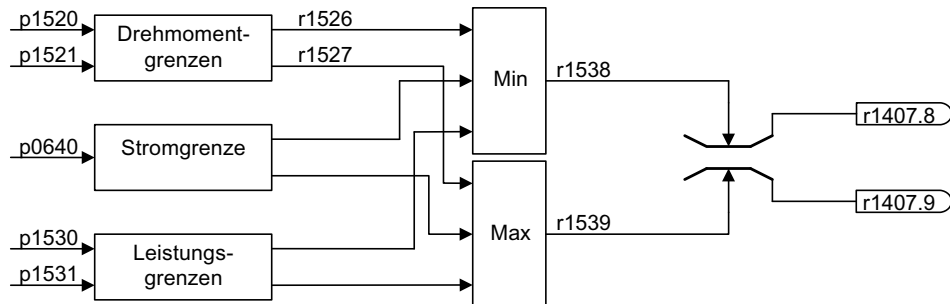 p1520
p1521
Drehmoment-
grenzen
r1526
r1527
p0640
Stromgrenze
p1530
p1531
Leistungs-
grenzen
Min
Max
r1538
r1539
r1407.8
r1407.9